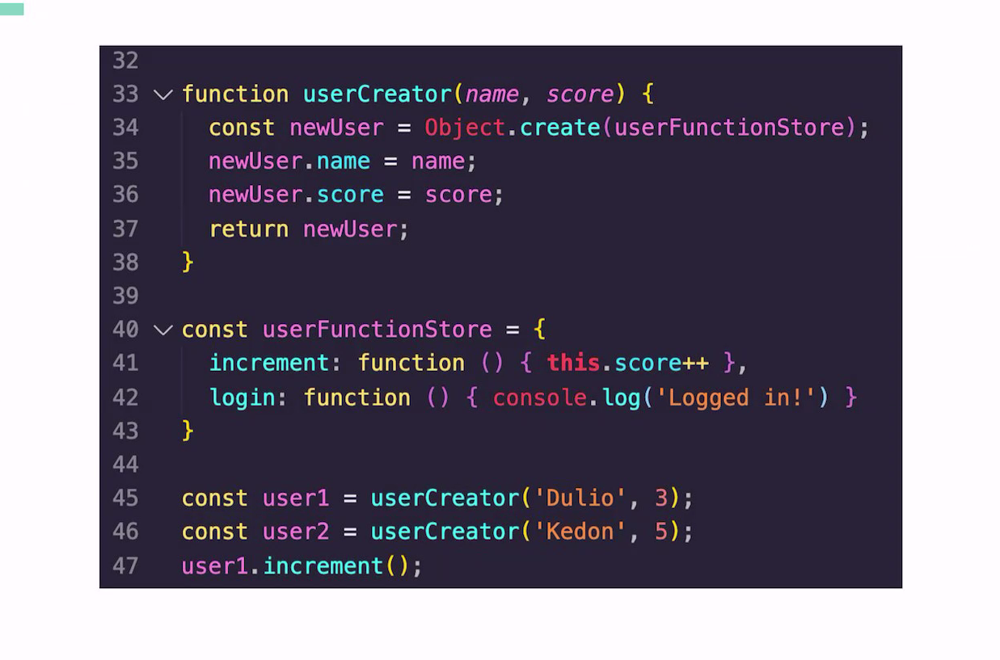 32
33 function userCreator(name, score) {
34 const newUser = Object.create(userFunctionStore);
35 newUser.name = name;
36 newUser.score = score;
37 return newUser;
38 }
39
40 const userFunctionStore = {
41 increment: function () { this.score++ },
42 login: function () { console.log('Logged in!') }
43 }
44
45 const user1 = userCreator('Dulio', 3);
46 const user2 = userCreator('Kedon', 5);
47 user1.increment();